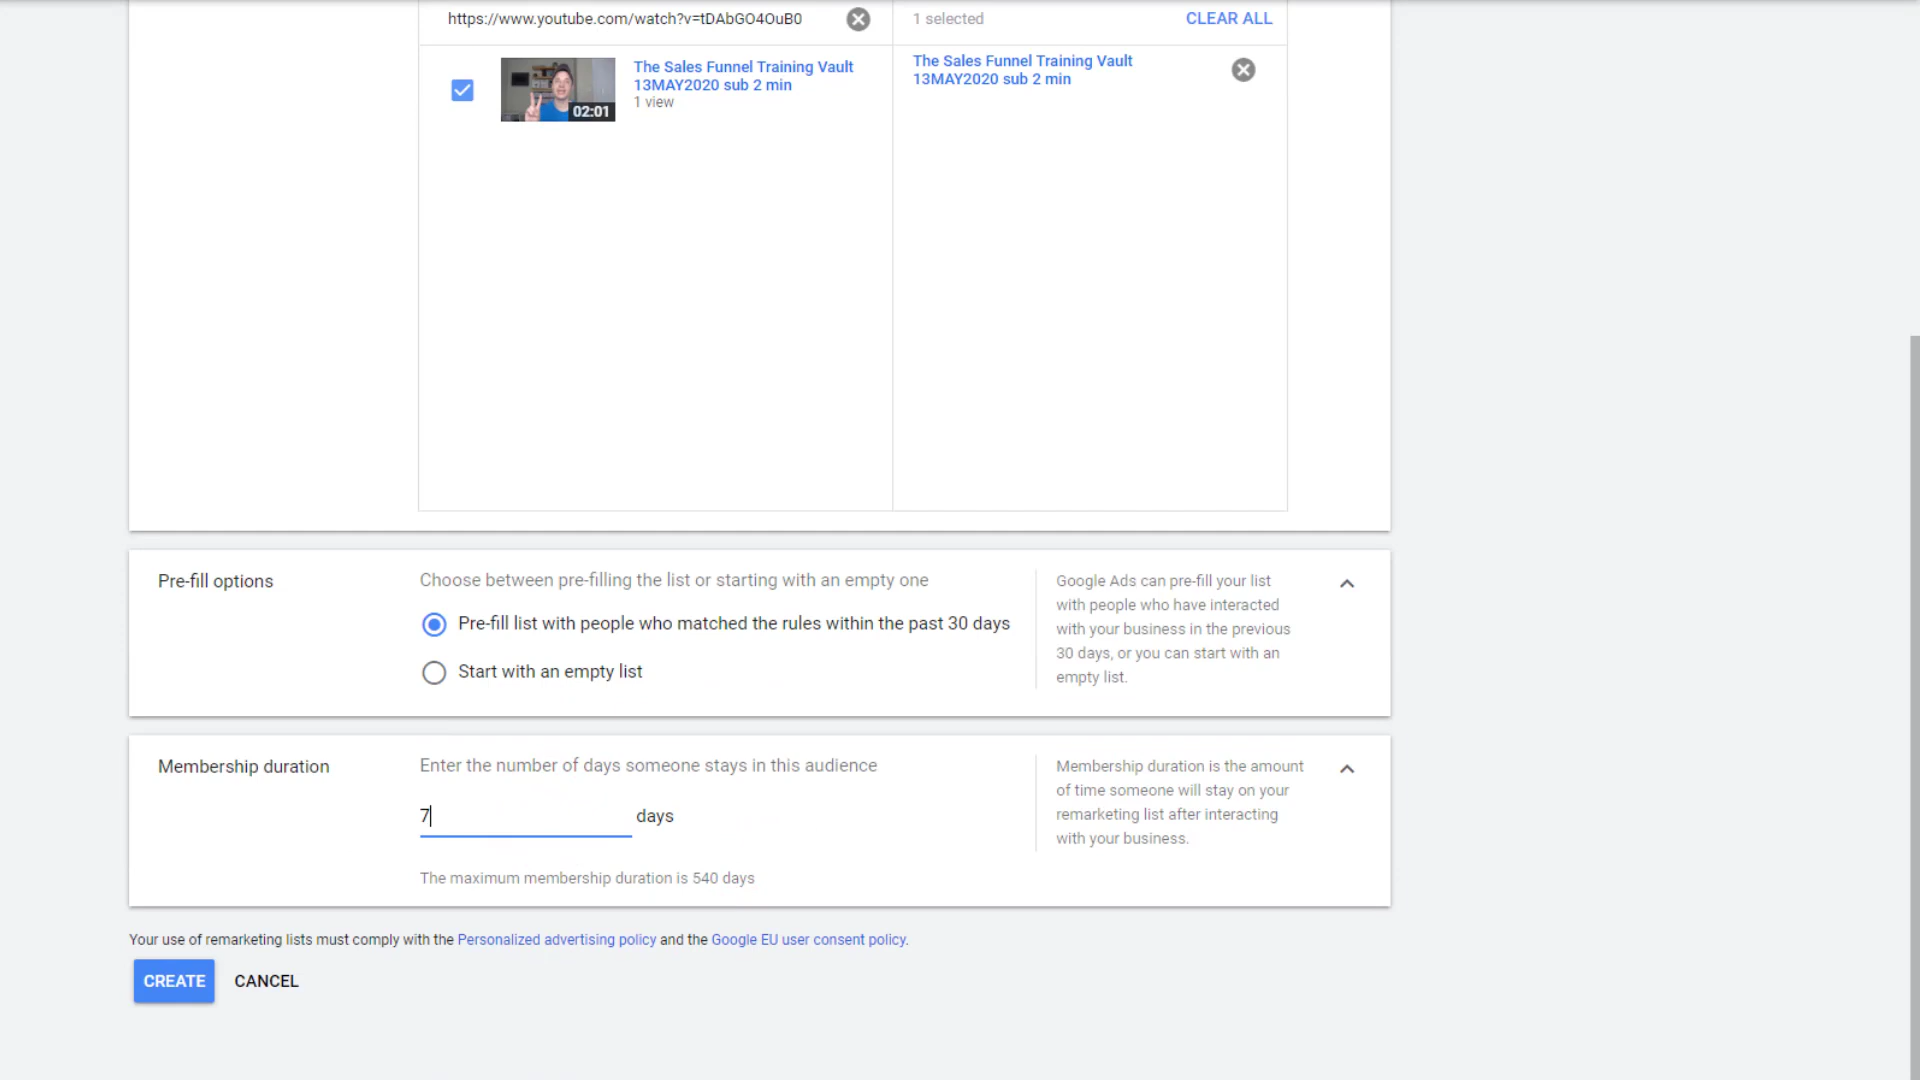 https://www.youtube.com/watch?v=tDAbGO4OuB0
1 selected
CLEAR ALL
The Sales Funnel Training Vault
13MAY2020 sub 2 min
1 view
02:01
The Sales Funnel Training Vault
13MAY2020 sub 2 min
Pre-fill options
Choose between pre-filling the list or starting with an empty one
Pre-fill list with people who matched the rules within the past 30 days
Start with an empty list
Google Ads can pre-fill your list
with people who have interacted
with your business in the previous
30 days, or you can start with an
empty list.
Membership duration
Enter the number of days someone stays in this audience
7 days
The maximum membership duration is 540 days
Membership duration is the amount
of time someone will stay on your
remarketing list after interacting
with your business.
Your use of remarketing lists must comply with the Personalized advertising policy and the Google EU user consent policy.
CREATE
CANCEL